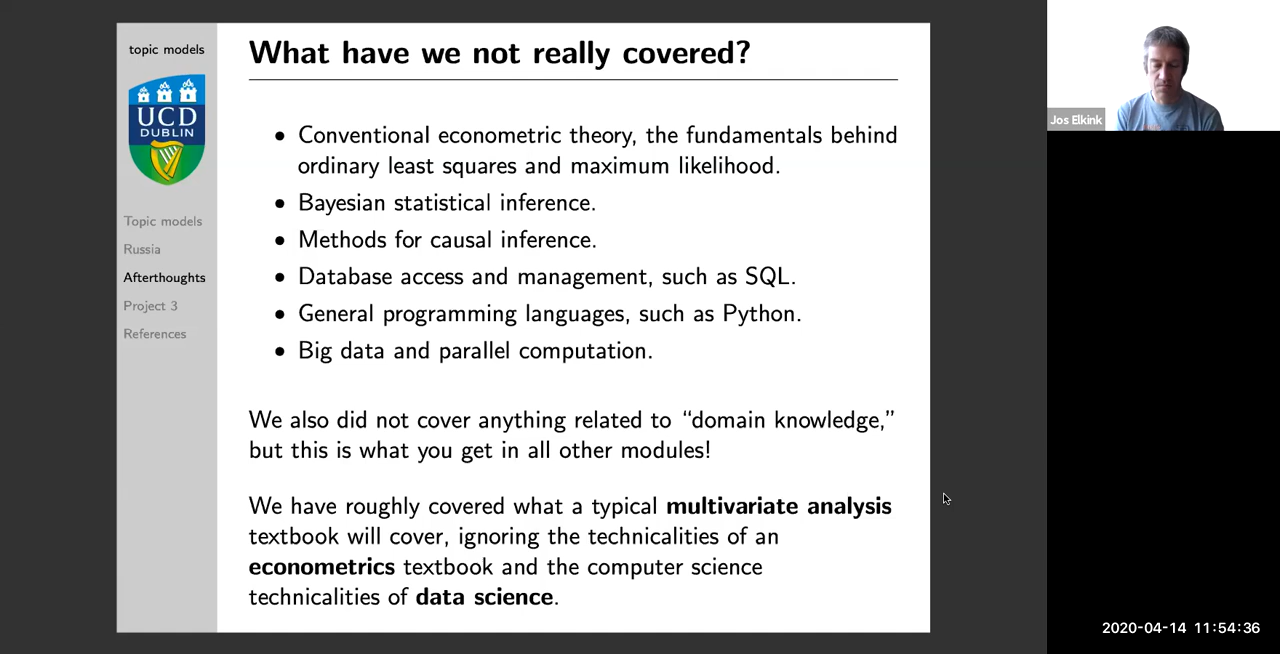 topic models
UCD
DUBLIN
Topic models
Russia
Afterthoughts
Project 3
References
What have we not really covered?
• Conventional econometric theory, the fundamentals behind
ordinary least squares and maximum likelihood.
• Bayesian statistical inference.
• Methods for causal inference.
• Database access and management, such as SQL.
• General programming languages, such as Python.
• Big data and parallel computation.
We also did not cover anything related to “domain knowledge,”
but this is what you get in all other modules!
We have roughly covered what a typical multivariate analysis
textbook will cover, ignoring the technicalities of an
econometrics textbook and the computer science
technicalities of data science.
Jos Elkink
2020-04-14 11:54:36